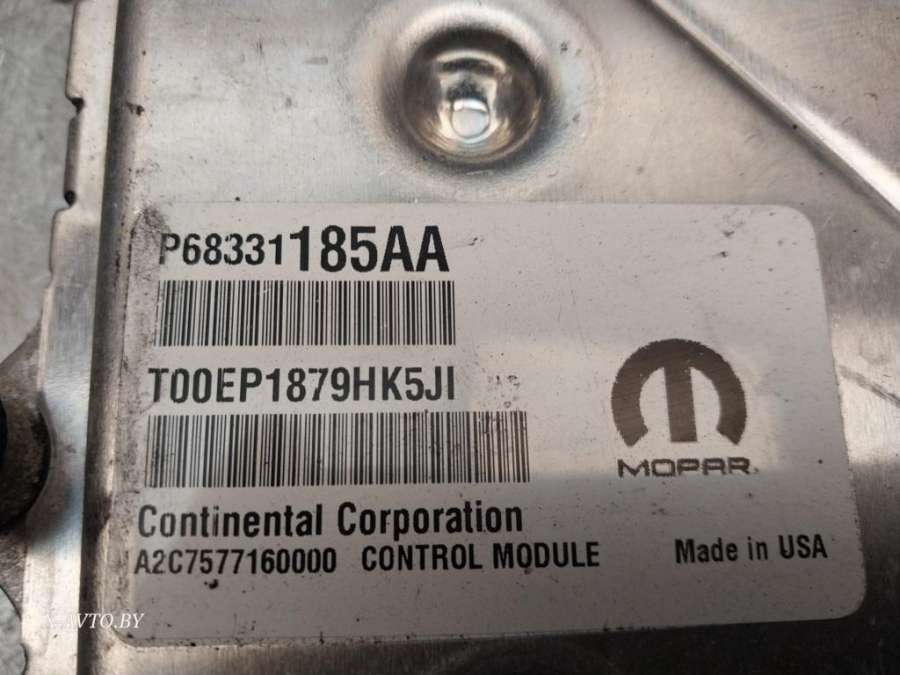 P68331185AA
T00EP1879HK5JI
MOPAR
Continental Corporation
A2C7577160000 CONTROL MODULE
Made in USA